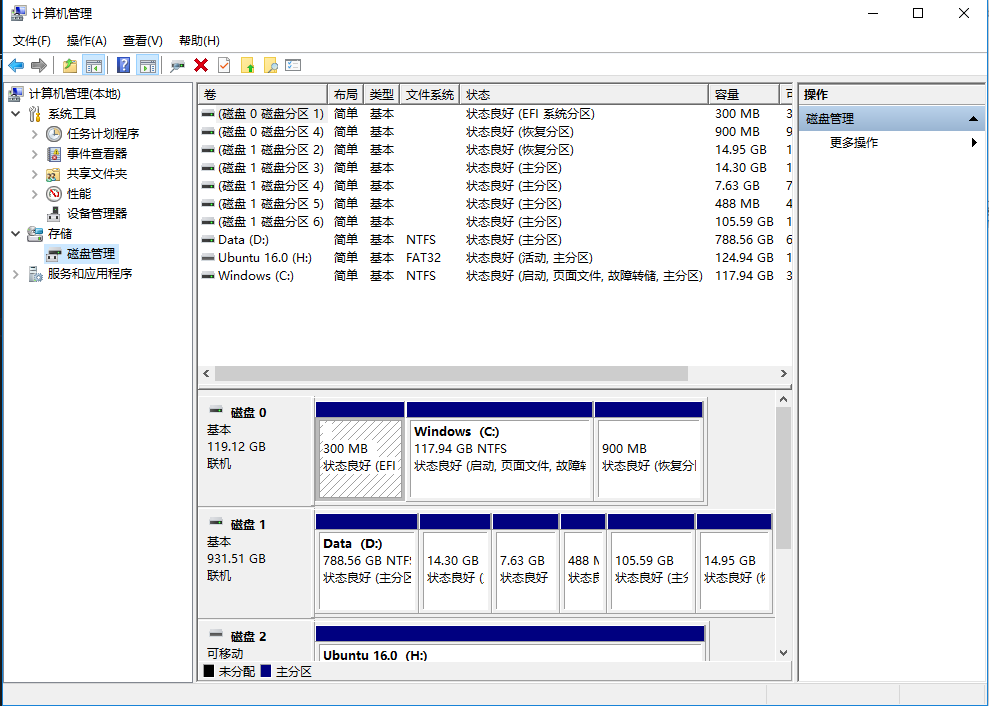 计算机管理
文件(F) 操作(A) 查看(V) 帮助(H)
计算机管理(本地)
系统工具
任务计划程序
事件查看器
共享文件夹
性能
设备管理器
存储
磁盘管理
服务和应用程序
卷 布局 类型 文件系统 状态 容量
(磁盘 0 磁盘分区 1) 简单 基本 状态良好 (EFI 系统分区) 300 MB 3
(磁盘 0 磁盘分区 4) 简单 基本 状态良好 (恢复分区) 900 MB 9
(磁盘 1 磁盘分区 2) 简单 基本 状态良好 (恢复分区) 14.95 GB 1
(磁盘 1 磁盘分区 3) 简单 基本 状态良好 (主分区) 14.30 GB 1
(磁盘 1 磁盘分区 4) 简单 基本 状态良好 (主分区) 7.63 GB 7
(磁盘 1 磁盘分区 5) 简单 基本 状态良好 (主分区) 488 MB 4
(磁盘 1 磁盘分区 6) 简单 基本 状态良好 (主分区) 105.59 GB 1
Data (D:) 简单 基本 NTFS 状态良好 (主分区) 788.56 GB 6
Ubuntu 16.0 (H:) 简单 基本 FAT32 状态良好 (活动, 主分区) 124.94 GB 1
Windows (C:) 简单 基本 NTFS 状态良好 (启动, 页面文件, 故障转储, 主分区) 117.94 GB 3
操作
磁盘管理
更多操作
磁盘 0
基本
119.12 GB
联机
300 MB
状态良好 (EFI
Windows (C:)
117.94 GB NTFS
状态良好 (启动, 页面文件, 故障转
900 MB
状态良好 (恢复分
磁盘 1
基本
931.51 GB
联机
Data (D:)
788.56 GB NTF
状态良好 (主分区
14.30 GB
状态良好 (
7.63 GB
状态良好
488 M
状态良
105.59 GB
状态良好 (主分
14.95 GB
状态良好 (恢
磁盘 2
可移动
Ubuntu 16.0 (H:)
未分配 主分区